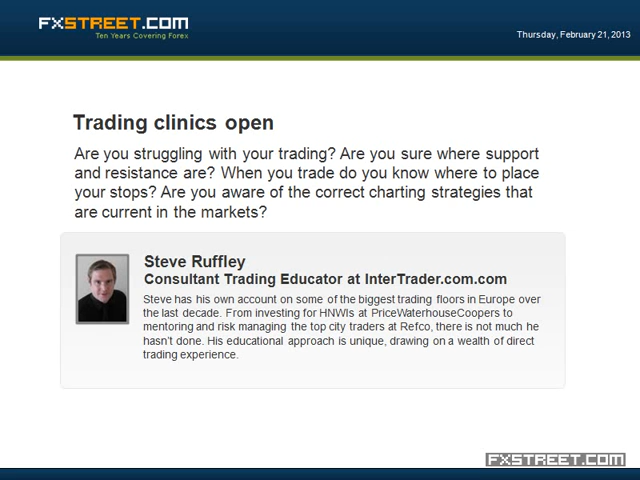 FXSTREET.COM
Ten Years Covering Forex
Thursday, February 21, 2013
Trading clinics open
Are you struggling with your trading? Are you sure where support
and resistance are? When you trade do you know where to place
your stops? Are you aware of the correct charting strategies that
are current in the markets?
Steve Ruffley
Consultant Trading Educator at InterTrader.com.com
Steve has his own account on some of the biggest trading floors in Europe over
the last decade. From investing for HNWIs at PriceWaterhouseCoopers to
mentoring and risk managing the top city traders at Refco, there is not much he
hasn't done. His educational approach is unique, drawing on a wealth of direct
trading experience.
FXSTREET.COM